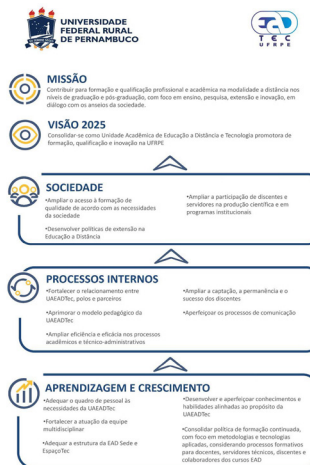 UNIVERSIDADE
FEDERAL RURAL
DE PERNAMBUCO
EAD
TEC
UFRPE
MISSÃO
Contribuir para formação e qualificação profissional e acadêmica na modalidade a distância nos
níveis de graduação e pós-graduação, com foco em ensino, pesquisa, extensão e inovação, em
diálogo com os anseios da sociedade.
VISÃO 2025
Consolidar-se como Unidade Acadêmica de Educação a Distância e Tecnologia promotora de
formação, qualificação e inovação na UFRPE
SOCIEDADE
•Ampliar o acesso à formação de
qualidade de acordo com as necessidades
da sociedade
•Desenvolver políticas de extensão na
Educação a Distância
•Ampliar a participação de discentes e
servidores na produção científica e em
programas institucionais
PROCESSOS INTERNOS
•Fortalecer o relacionamento entre
UAEADTec, polos e parceiros
•Aprimorar o modelo pedagógico da
UAEADTec
•Ampliar eficiência e eficácia nos processos
acadêmicos e técnico-administrativos
•Ampliar a captação, a permanência e o
sucesso dos discentes
•Aperfeiçoar os processos de comunicação
APRENDIZAGEM E CRESCIMENTO
•Adequar o quadro de pessoal às
necessidades da UAEADTec
•Fortalecer a atuação da equipe
multidisciplinar
•Adequar a estrutura da EAD Sede e
EspaçoTec
•Desenvolver e aperfeiçoar conhecimentos e
habilidades alinhadas ao propósito da
UAEADTec
•Consolidar política de formação continuada,
com foco em metodologias e tecnologias
aplicadas, considerando processos formativos
para docentes, servidores técnicos, discentes e
colaboradores dos cursos EAD